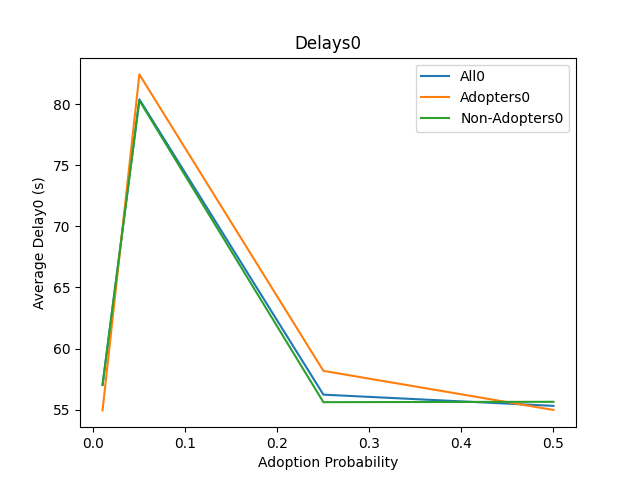 Delays0
All0
Adopters0
Non-Adopters0
Average Delay0 (s)
80
75
70
65
60
55
0.0 0.1 0.2 0.3 0.4 0.5
Adoption Probability